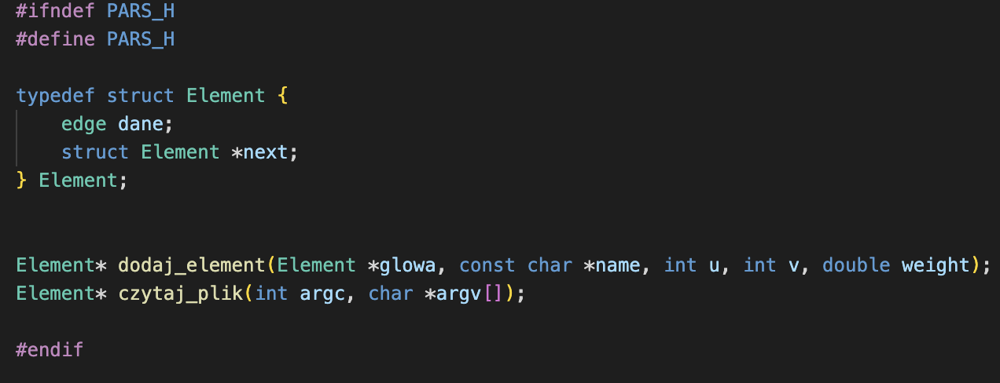 #ifndef PARS_H
#define PARS_H
typedef struct Element {
    edge dane;
    struct Element *next;
} Element;
Element* dodaj_element(Element *glowa, const char *name, int u, int v, double weight);
Element* czytaj_plik(int argc, char *argv[]);
#endif